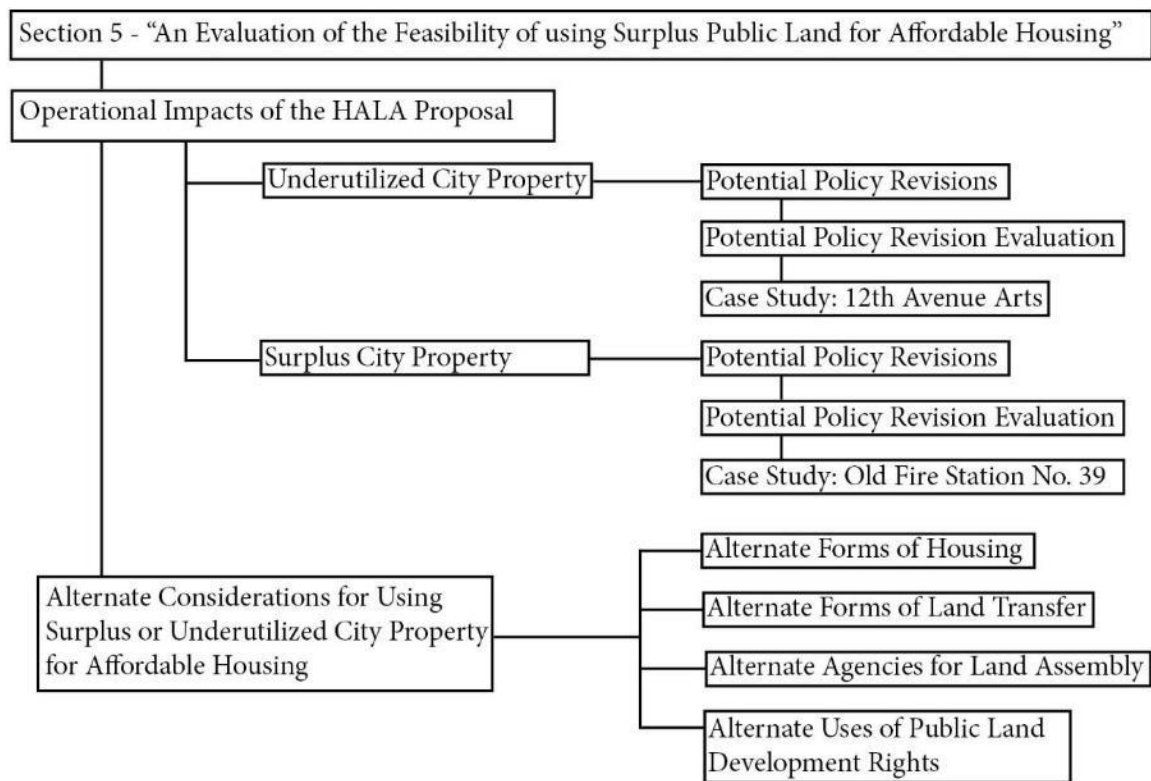 Section 5 - “An Evaluation of the Feasibility of using Surplus Public Land for Affordable Housing”
Operational Impacts of the HALA Proposal
Underutilized City Property
Potential Policy Revisions
Potential Policy Revision Evaluation
Case Study: 12th Avenue Arts
Surplus City Property
Potential Policy Revisions
Potential Policy Revision Evaluation
Case Study: Old Fire Station No. 39
Alternate Considerations for Using
Surplus or Underutilized City Property
for Affordable Housing
Alternate Forms of Housing
Alternate Forms of Land Transfer
Alternate Agencies for Land Assembly
Alternate Uses of Public Land
Development Rights